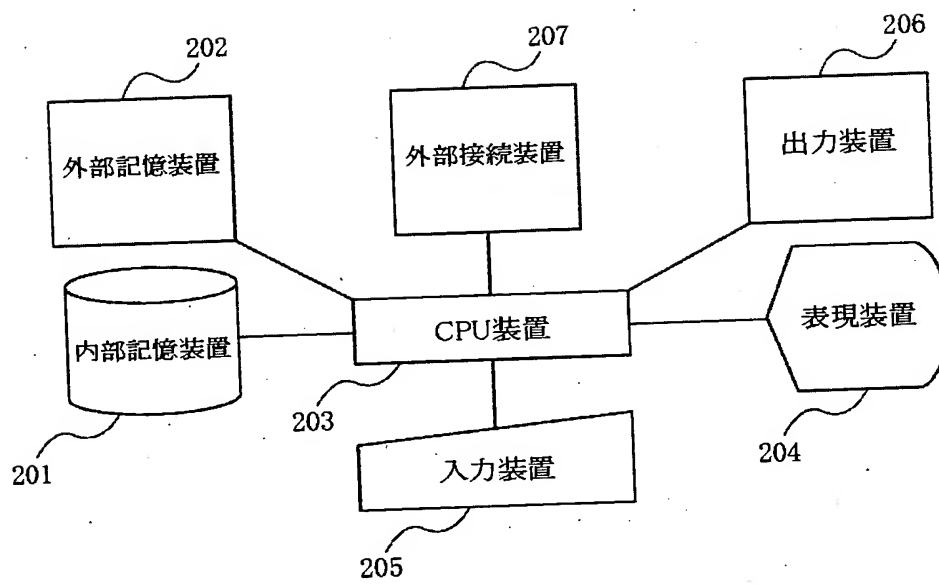 202
207
206
外部記憶装置
外部接続装置
出力装置
内部記憶装置
CPU装置
表現装置
203
201
入力装置
204
205